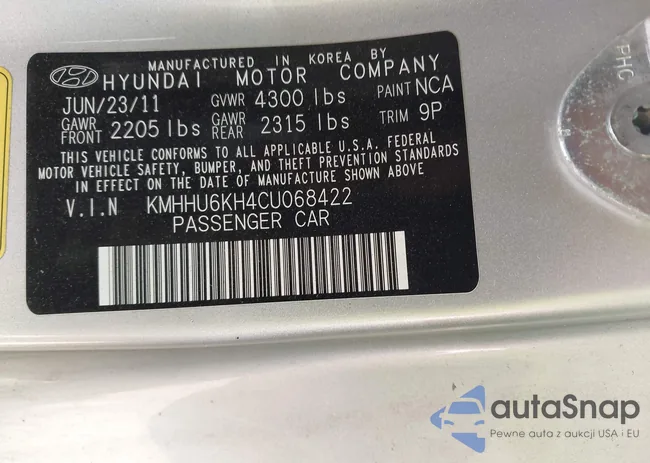 MANUFACTURED IN KOREA BY
HYUNDAI MOTOR COMPANY
JUN/23/11 GVWR 4300 lbs PAINT NCA
GAWR FRONT 2205 lbs GAWR REAR 2315 lbs TRIM 9P
THIS VEHICLE CONFORMS TO ALL APPLICABLE U.S.A. FEDERAL
MOTOR VEHICLE SAFETY, BUMPER, AND THEFT PREVENTION STANDARDS
IN EFFECT ON THE DATE OF MANUFACTURE SHOWN ABOVE
V.I.N KMHHU6KH4CU068422
PASSENGER CAR
PHC
autaSnap
Pewne auta z aukcji USA i EU